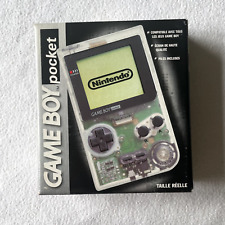 GAME BOY pocket
• COMPATIBLE AVEC TOUS
LES JEUX GAME BOY
• ÉCRAN DE HAUTE
QUALITÉ
• PILES INCLUSES
Nintendo
GAME BOY pocket
TAILLE RÉELLE